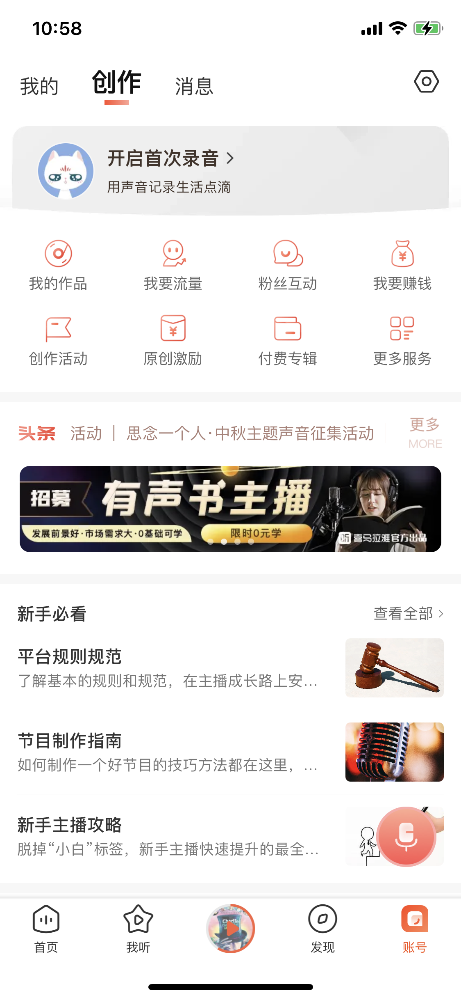 10:58
我的
创作
消息
开启首次录音
用声音记录生活点滴
我的作品
我要流量
粉丝互动
我要赚钱
创作活动
原创激励
付费专辑
更多服务
头条
活动 | 思念一个人·中秋主题声音征集活动
更多
MORE
招募
有声书主播
发展前景好·市场需求大·0基础可学
限时0元学
听 喜马拉雅官方出品
新手必看
查看全部
平台规则规范
了解基本的规则和规范，在主播成长路上安...
节目制作指南
如何制作一个好节目的技巧方法都在这里，...
新手主播攻略
脱掉“小白”标签，新手主播快速提升的最全...
Charlie
首页
我听
发现
账号